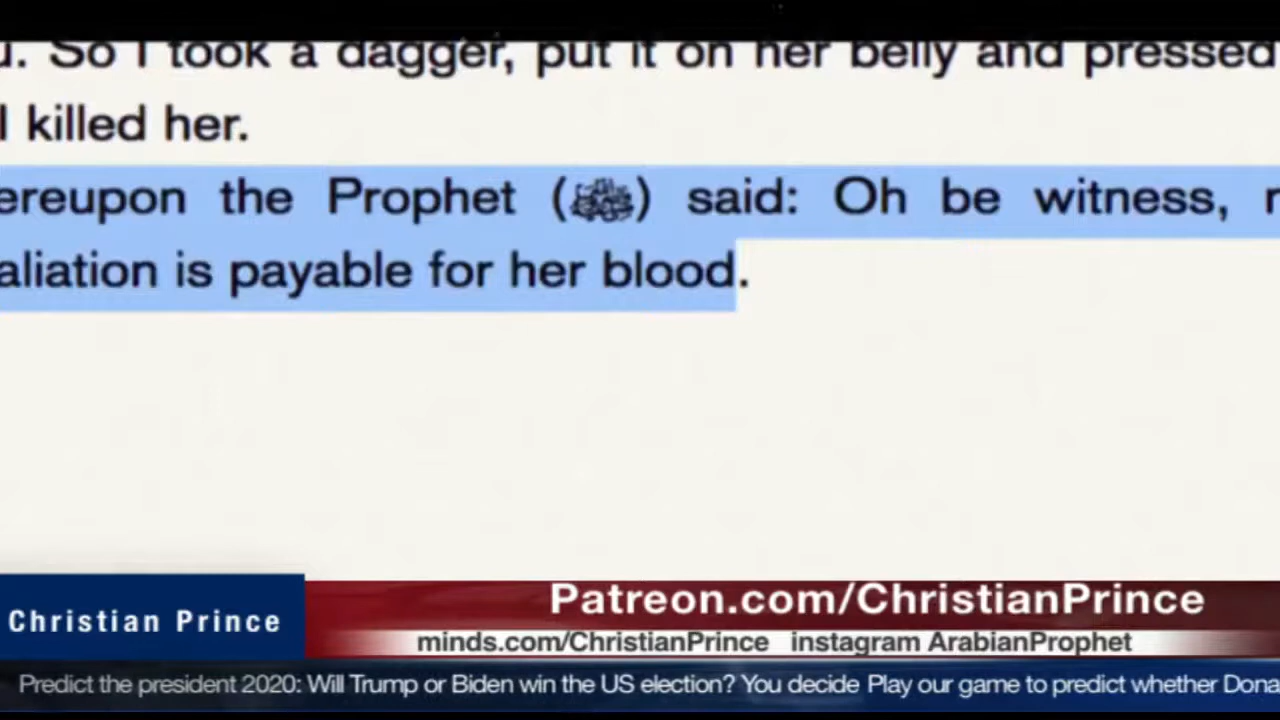 u. So I took a dagger, put it on her belly and pressed
I killed her.
ereupon the Prophet (ﷺ) said: Oh be witness, n
aliation is payable for her blood.
Christian Prince
Patreon.com/ChristianPrince
minds.com/ChristianPrince instagram ArabianProphet
Predict the president 2020: Will Trump or Biden win the US election? You decide Play our game to predict whether Dona